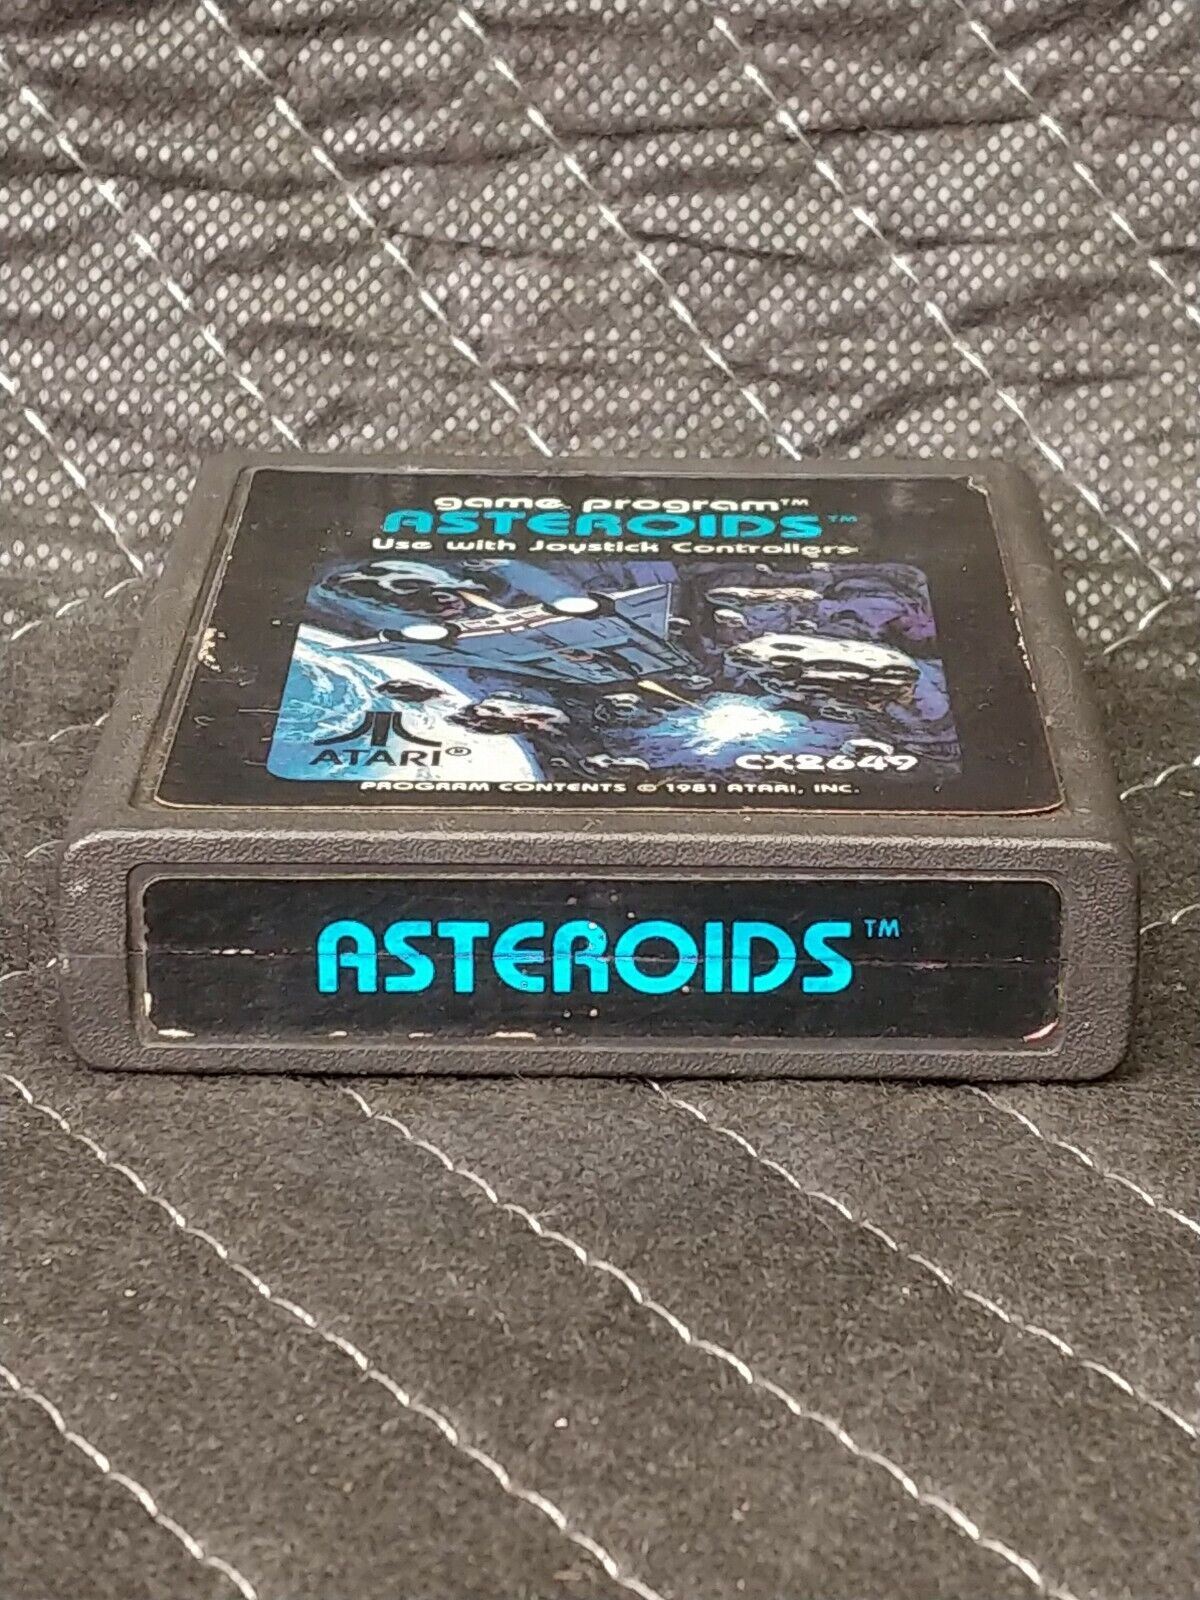 game program™
ASTEROIDS™
Use with Joystick Controllers
ATARI®
CX2649
PROGRAM CONTENTS © 1981 ATARI, INC.
ASTEROIDS™